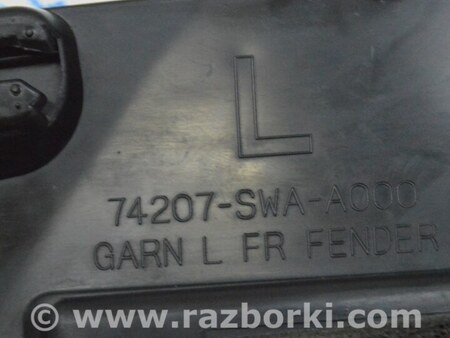 L
74207-SWA-A000
GARN L FR FENDER
www.razborki.com